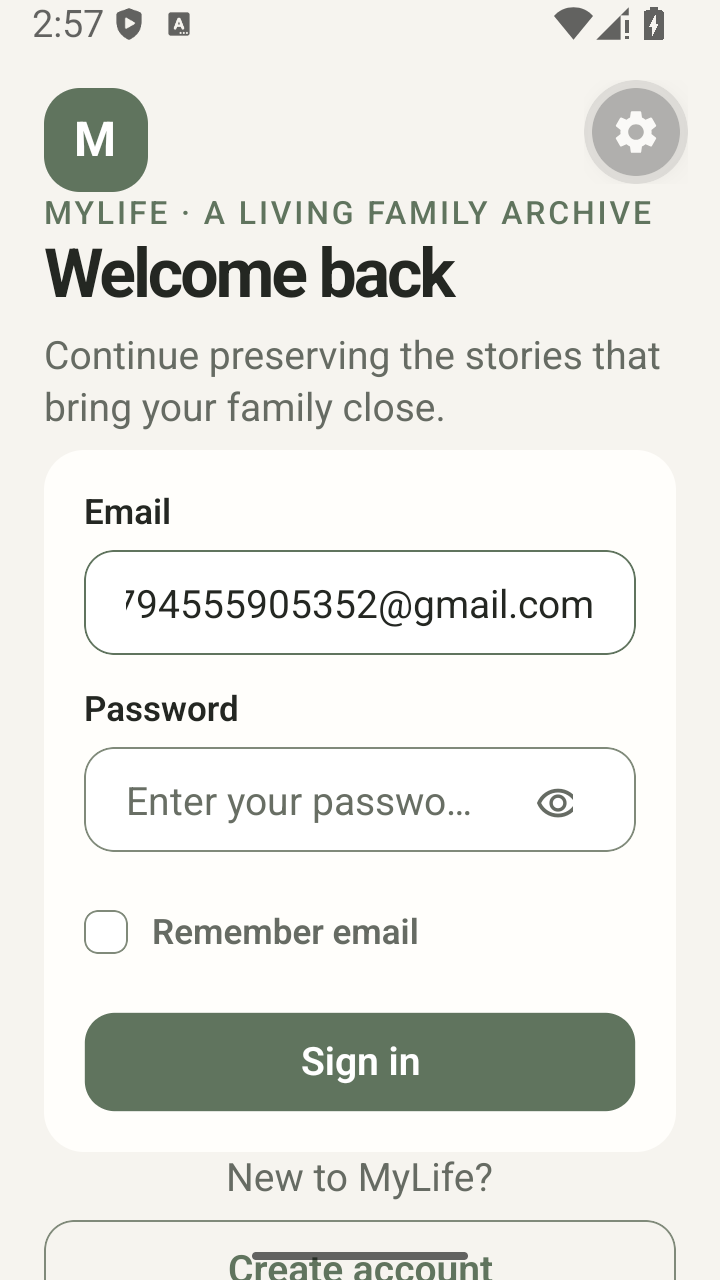 2:57
M
MYLIFE · A LIVING FAMILY ARCHIVE
Welcome back
Continue preserving the stories that
bring your family close.
Email
794555905352@gmail.com
Password
Enter your passwo...
Remember email
Sign in
New to MyLife?
Create account